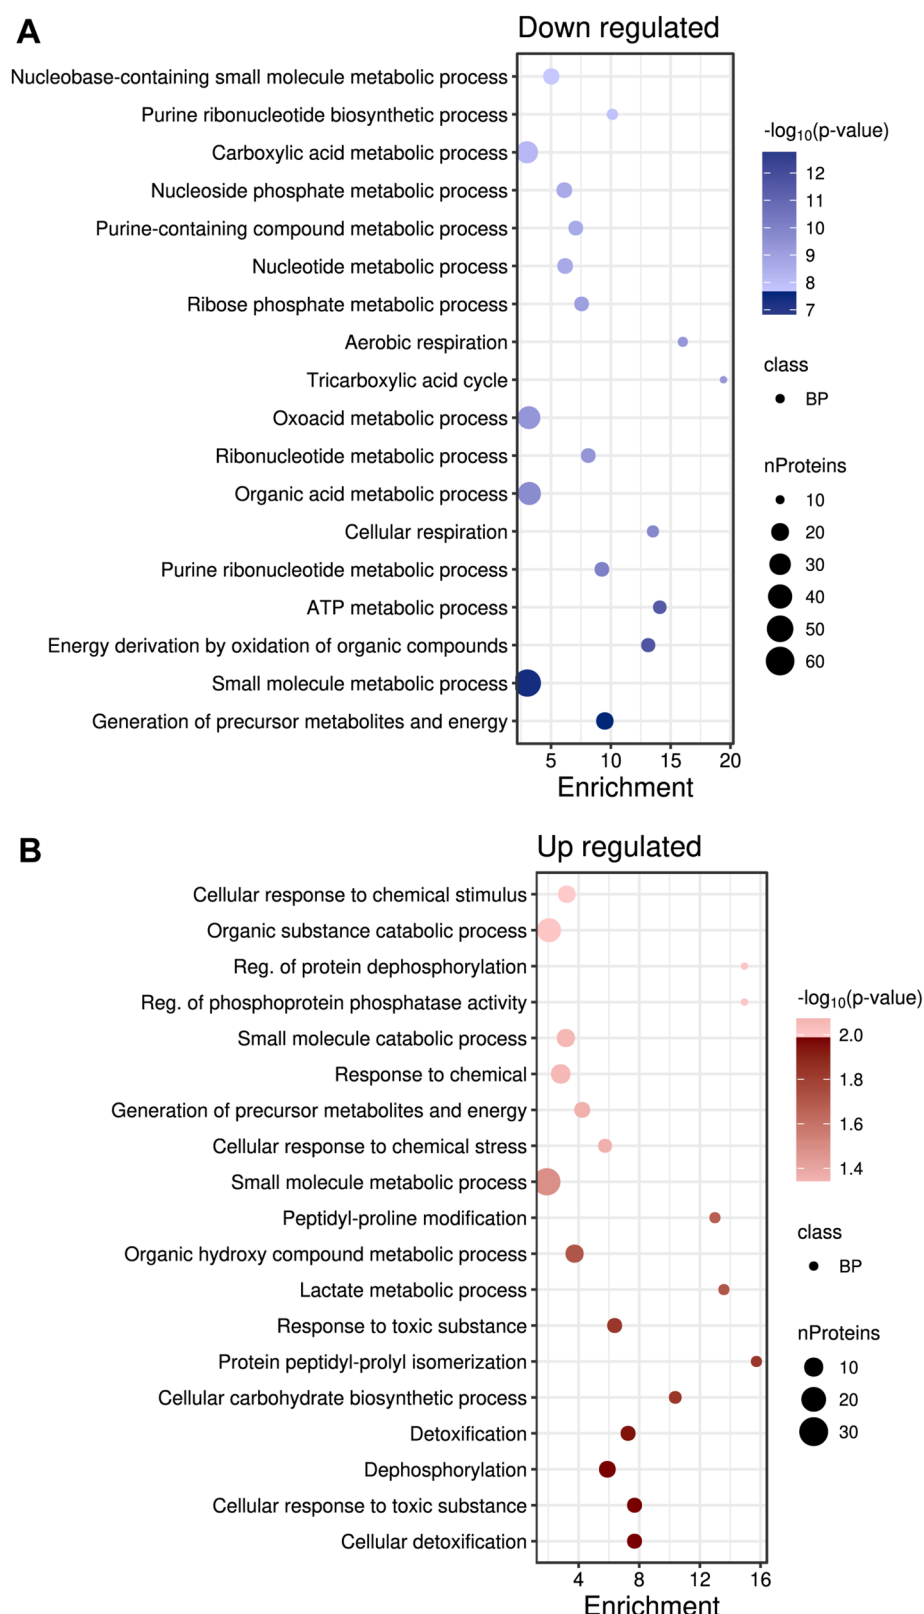 A
Down regulated
Nucleobase-containing small molecule metabolic process
Purine ribonucleotide biosynthetic process
Carboxylic acid metabolic process
Nucleoside phosphate metabolic process
Purine-containing compound metabolic process
Nucleotide metabolic process
Ribose phosphate metabolic process
Aerobic respiration
Tricarboxylic acid cycle
Oxoacid metabolic process
Ribonucleotide metabolic process
Organic acid metabolic process
Cellular respiration
Purine ribonucleotide metabolic process
ATP metabolic process
Energy derivation by oxidation of organic compounds
Small molecule metabolic process
Generation of precursor metabolites and energy
5 10 15 20
Enrichment
-log10(p-value)
12
11
10
9
8
7
class
BP
nProteins
10
20
30
40
50
60
B
Up regulated
Cellular response to chemical stimulus
Organic substance catabolic process
Reg. of protein dephosphorylation
Reg. of phosphoprotein phosphatase activity
Small molecule catabolic process
Response to chemical
Generation of precursor metabolites and energy
Cellular response to chemical stress
Small molecule metabolic process
Peptidyl-proline modification
Organic hydroxy compound metabolic process
Lactate metabolic process
Response to toxic substance
Protein peptidyl-prolyl isomerization
Cellular carbohydrate biosynthetic process
Detoxification
Dephosphorylation
Cellular response to toxic substance
Cellular detoxification
4 8 12 16
Enrichment
-log10(p-value)
2.0
1.8
1.6
1.4
class
BP
nProteins
10
20
30